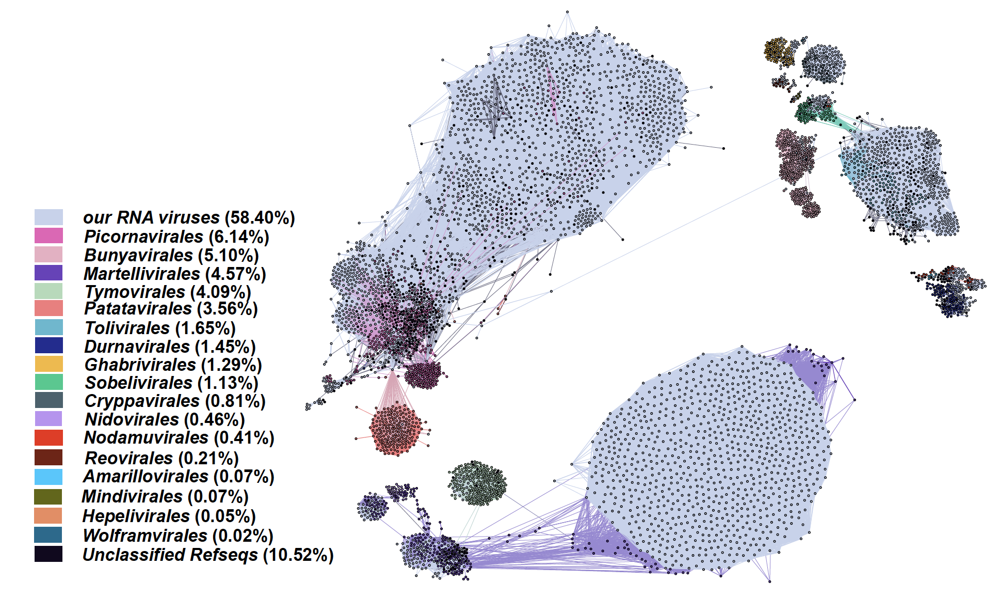 our RNA viruses (58.40%)
Picornavirales (6.14%)
Bunyavirales (5.10%)
Martellivirales (4.57%)
Tymovirales (4.09%)
Patatavirales (3.56%)
Tolivirales (1.65%)
Durnavirales (1.45%)
Ghabrivirales (1.29%)
Sobelivirales (1.13%)
Cryppavirales (0.81%)
Nidovirales (0.46%)
Nodamuvirales (0.41%)
Reovirales (0.21%)
Amarillovirales (0.07%)
Mindivirales (0.07%)
Hepelivirales (0.05%)
Wolframvirales (0.02%)
Unclassified Refseqs (10.52%)